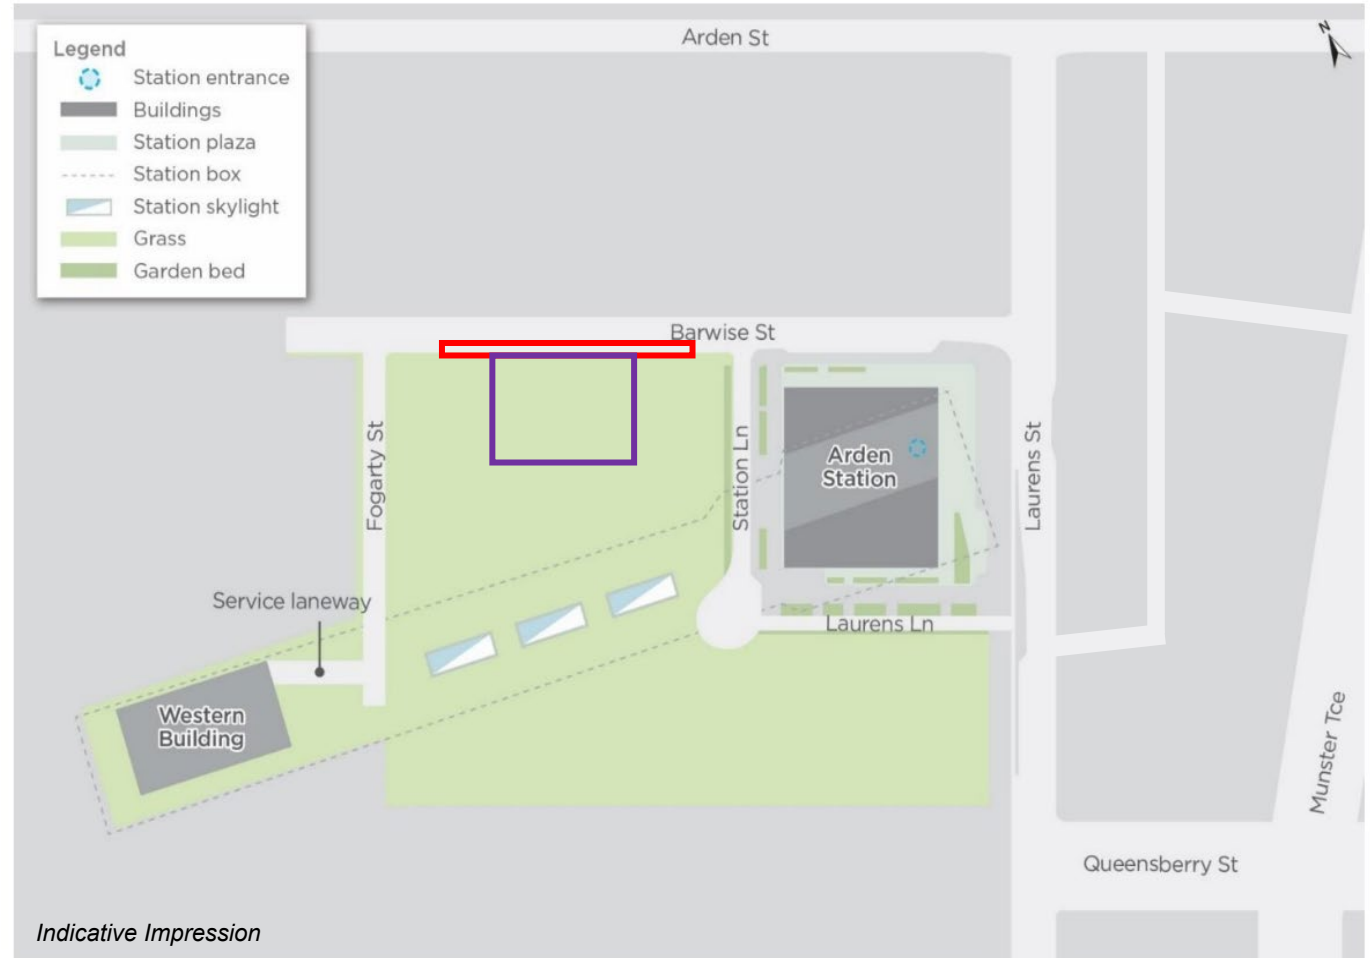 Arden St
N
Legend
Station entrance
Buildings
Station plaza
Station box
Station skylight
Grass
Garden bed
Barwise St
Fogarty St
Station Ln
Arden
Station
Laurens St
Service laneway
Laurens Ln
Western
Building
Munster Tce
Queensberry St
Indicative Impression